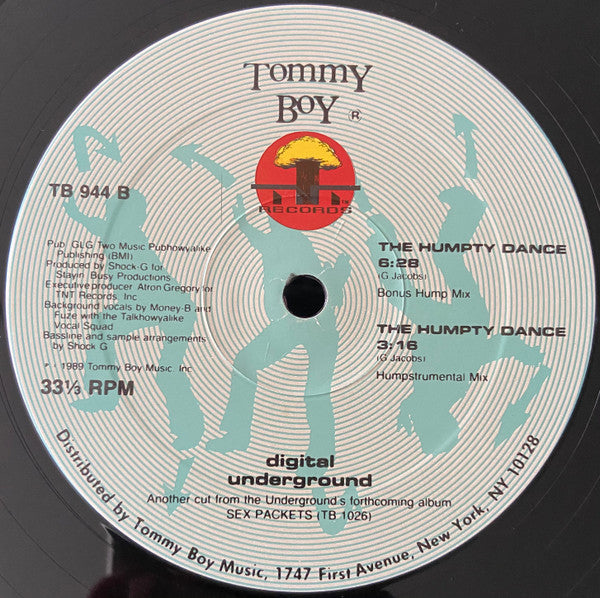 TOMMY
BOY ®
TNT ™
RECORDS
TB 944 B
Pub. GLG Two Music Pubhowyalike
Publishing (BMI)
Produced by Shock-G for
Stayin' Busy Productions
Executive producer Atron Gregory for
TNT Records, Inc
Background vocals by Money-B and
Fuze with the Talkhowyalike
Vocal Squad
Bassline and sample arrangements
by Shock G
℗ 1989 Tommy Boy Music, Inc
33⅓ RPM
THE HUMPTY DANCE
6:28
(G Jacobs)
Bonus Hump Mix
THE HUMPTY DANCE
3:16
(G Jacobs)
Humpstrumental Mix
digital
underground
Another cut from the Underground's forthcoming album
SEX PACKETS (TB 1026)
Distributed by Tommy Boy Music, 1747 First Avenue, New York, NY 10128